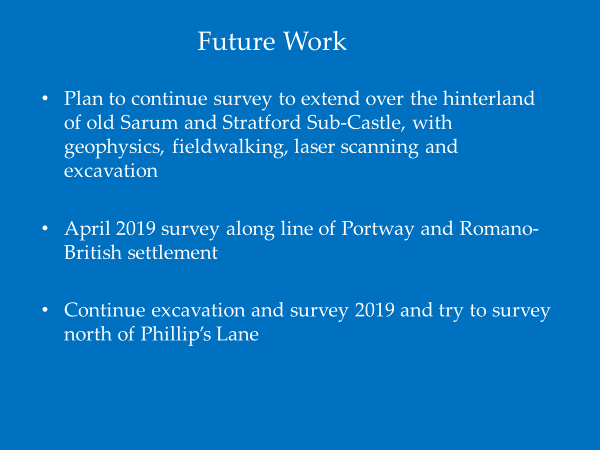 Future Work
• Plan to continue survey to extend over the hinterland
of old Sarum and Stratford Sub-Castle, with
geophysics, fieldwalking, laser scanning and
excavation
• April 2019 survey along line of Portway and Romano-
British settlement
• Continue excavation and survey 2019 and try to survey
north of Phillip’s Lane